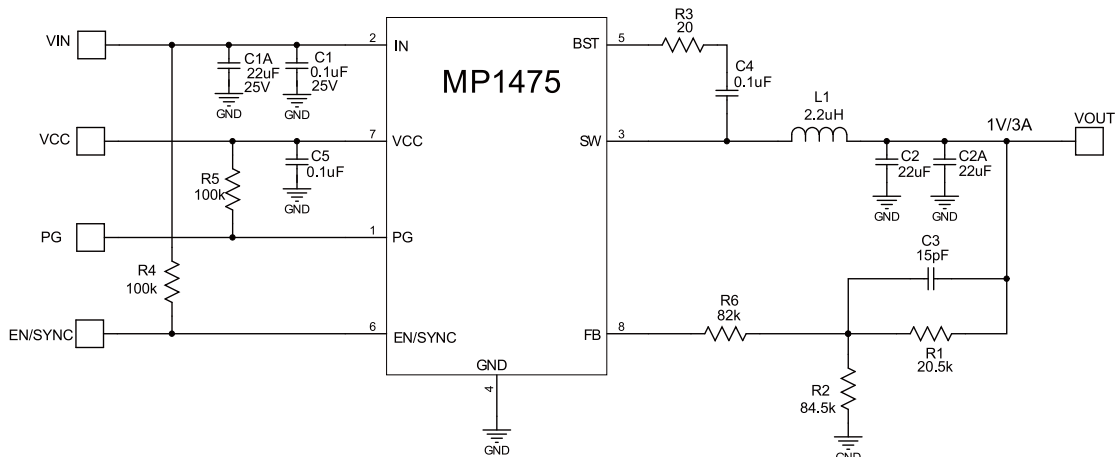 VIN
2
IN
C1A
22uF
25V
GND
C1
0.1uF
25V
GND
MP1475
BST
5
R3
20
C4
0.1uF
VCC
7
VCC
C5
0.1uF
GND
R5
100k
SW
3
L1
2.2uH
1V/3A
VOUT
C2
22uF
GND
C2A
22uF
GND
PG
1
PG
R4
100k
C3
15pF
EN/SYNC
6
EN/SYNC
FB
8
R6
82k
R1
20.5k
R2
84.5k
GND
GND
4
GND